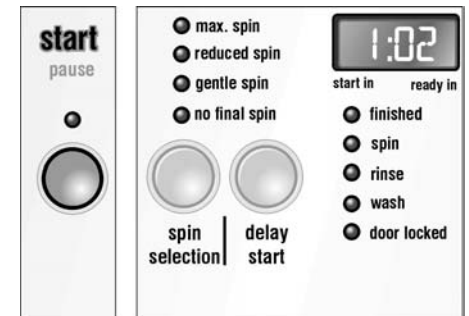 start
pause
max. spin
reduced spin
gentle spin
no final spin
spin
selection
delay
start
1:02
start in
ready in
finished
spin
rinse
wash
door locked